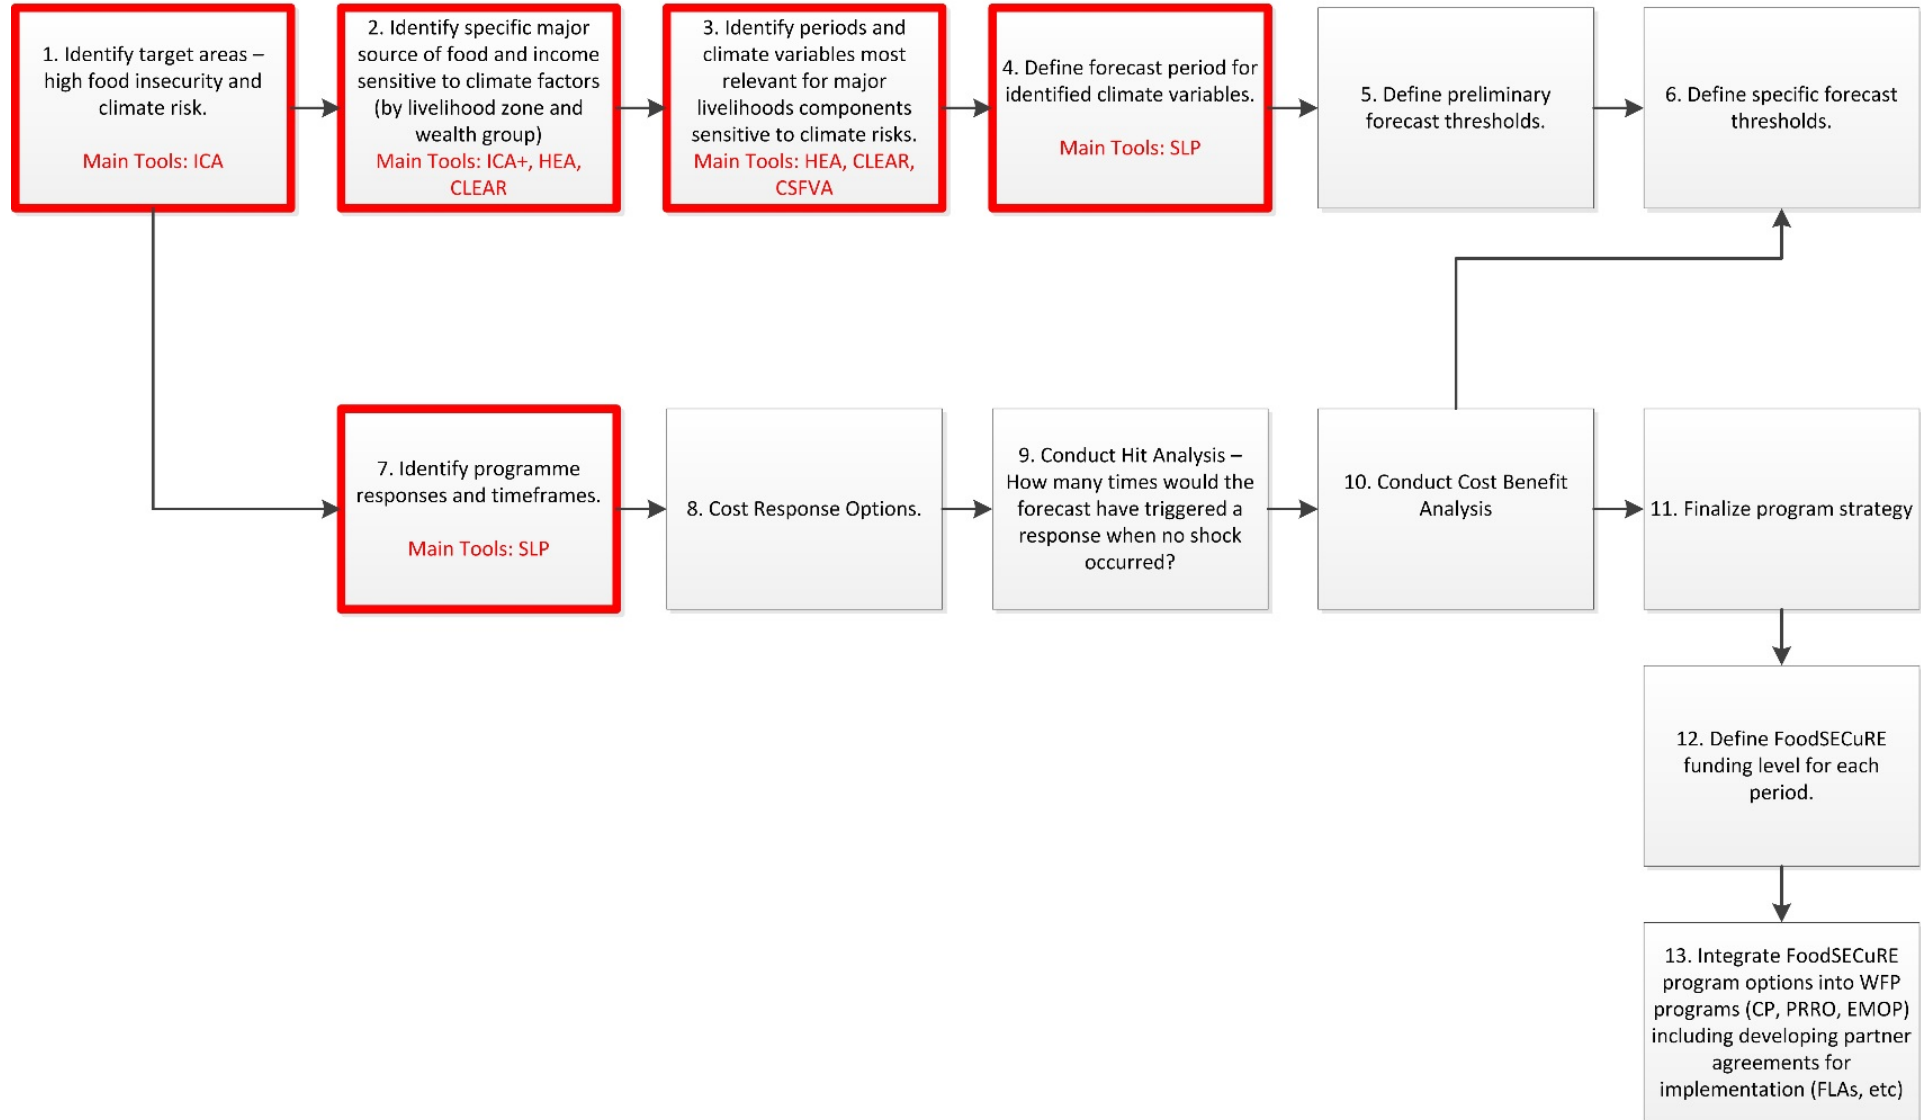 1. Identify target areas –
high food insecurity and
climate risk.
Main Tools: ICA
2. Identify specific major
source of food and income
sensitive to climate factors
(by livelihood zone and
wealth group)
Main Tools: ICA+, HEA,
CLEAR
3. Identify periods and
climate variables most
relevant for major
livelihoods components
sensitive to climate risks.
Main Tools: HEA, CLEAR,
CSFVA
4. Define forecast period for
identified climate variables.
Main Tools: SLP
5. Define preliminary
forecast thresholds.
6. Define specific forecast
thresholds.
7. Identify programme
responses and timeframes.
Main Tools: SLP
8. Cost Response Options.
9. Conduct Hit Analysis –
How many times would the
forecast have triggered a
response when no shock
occurred?
10. Conduct Cost Benefit
Analysis
11. Finalize program strategy
12. Define FoodSECuRE
funding level for each
period.
13. Integrate FoodSECuRE
program options into WFP
programs (CP, PRRO, EMOP)
including developing partner
agreements for
implementation (FLAs, etc)